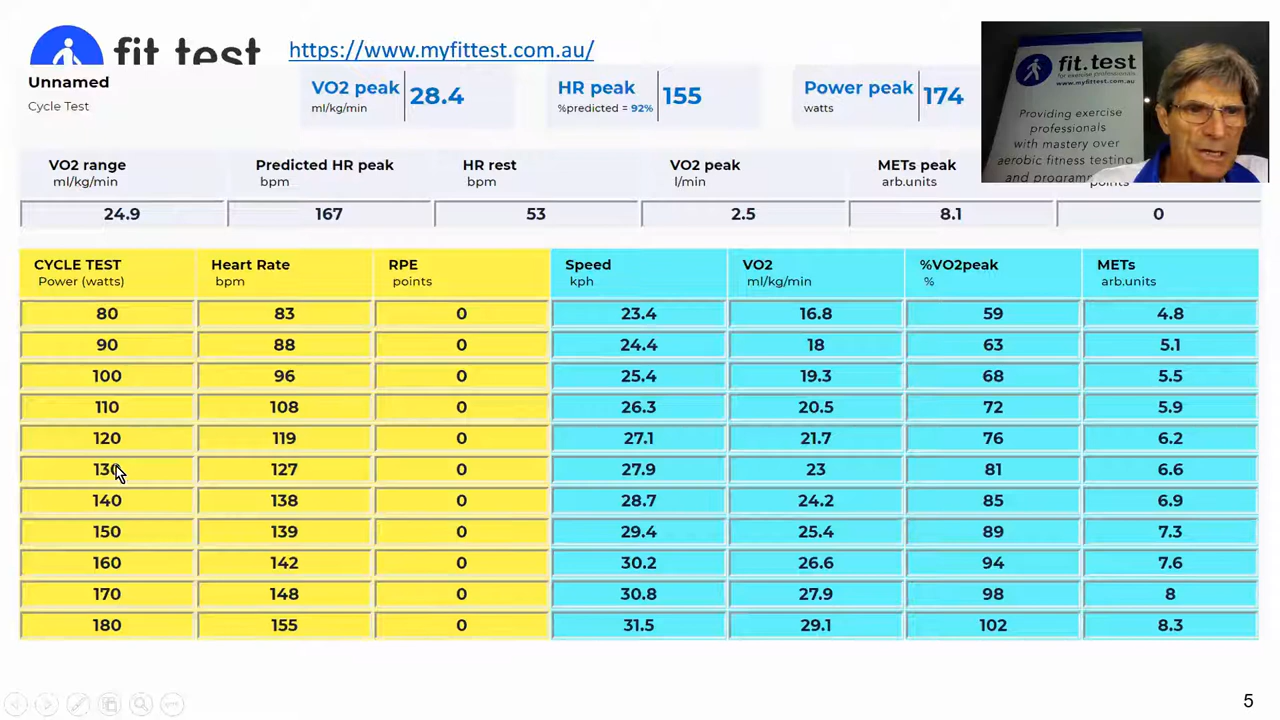 fit.test https://www.myfittest.com.au/
Unnamed
Cycle Test
VO2 peak 28.4
ml/kg/min
HR peak 155
%predicted = 92%
Power peak 174
watts
fit.test
for exercise professionals
www.myfittest.com.au
Providing exercise
professionals
with mastery over
aerobic fitness testing
and
VO2 range Predicted HR peak HR rest VO2 peak METs peak
ml/kg/min bpm bpm l/min arb.units points
24.9 167 53 2.5 8.1 0
CYCLE TEST Heart Rate RPE Speed VO2 %VO2peak METs
Power (watts) bpm points kph ml/kg/min % arb.units
80 83 0 23.4 16.8 59 4.8
90 88 0 24.4 18 63 5.1
100 96 0 25.4 19.3 68 5.5
110 108 0 26.3 20.5 72 5.9
120 119 0 27.1 21.7 76 6.2
130 127 0 27.9 23 81 6.6
140 138 0 28.7 24.2 85 6.9
150 139 0 29.4 25.4 89 7.3
160 142 0 30.2 26.6 94 7.6
170 148 0 30.8 27.9 98 8
180 155 0 31.5 29.1 102 8.3
5